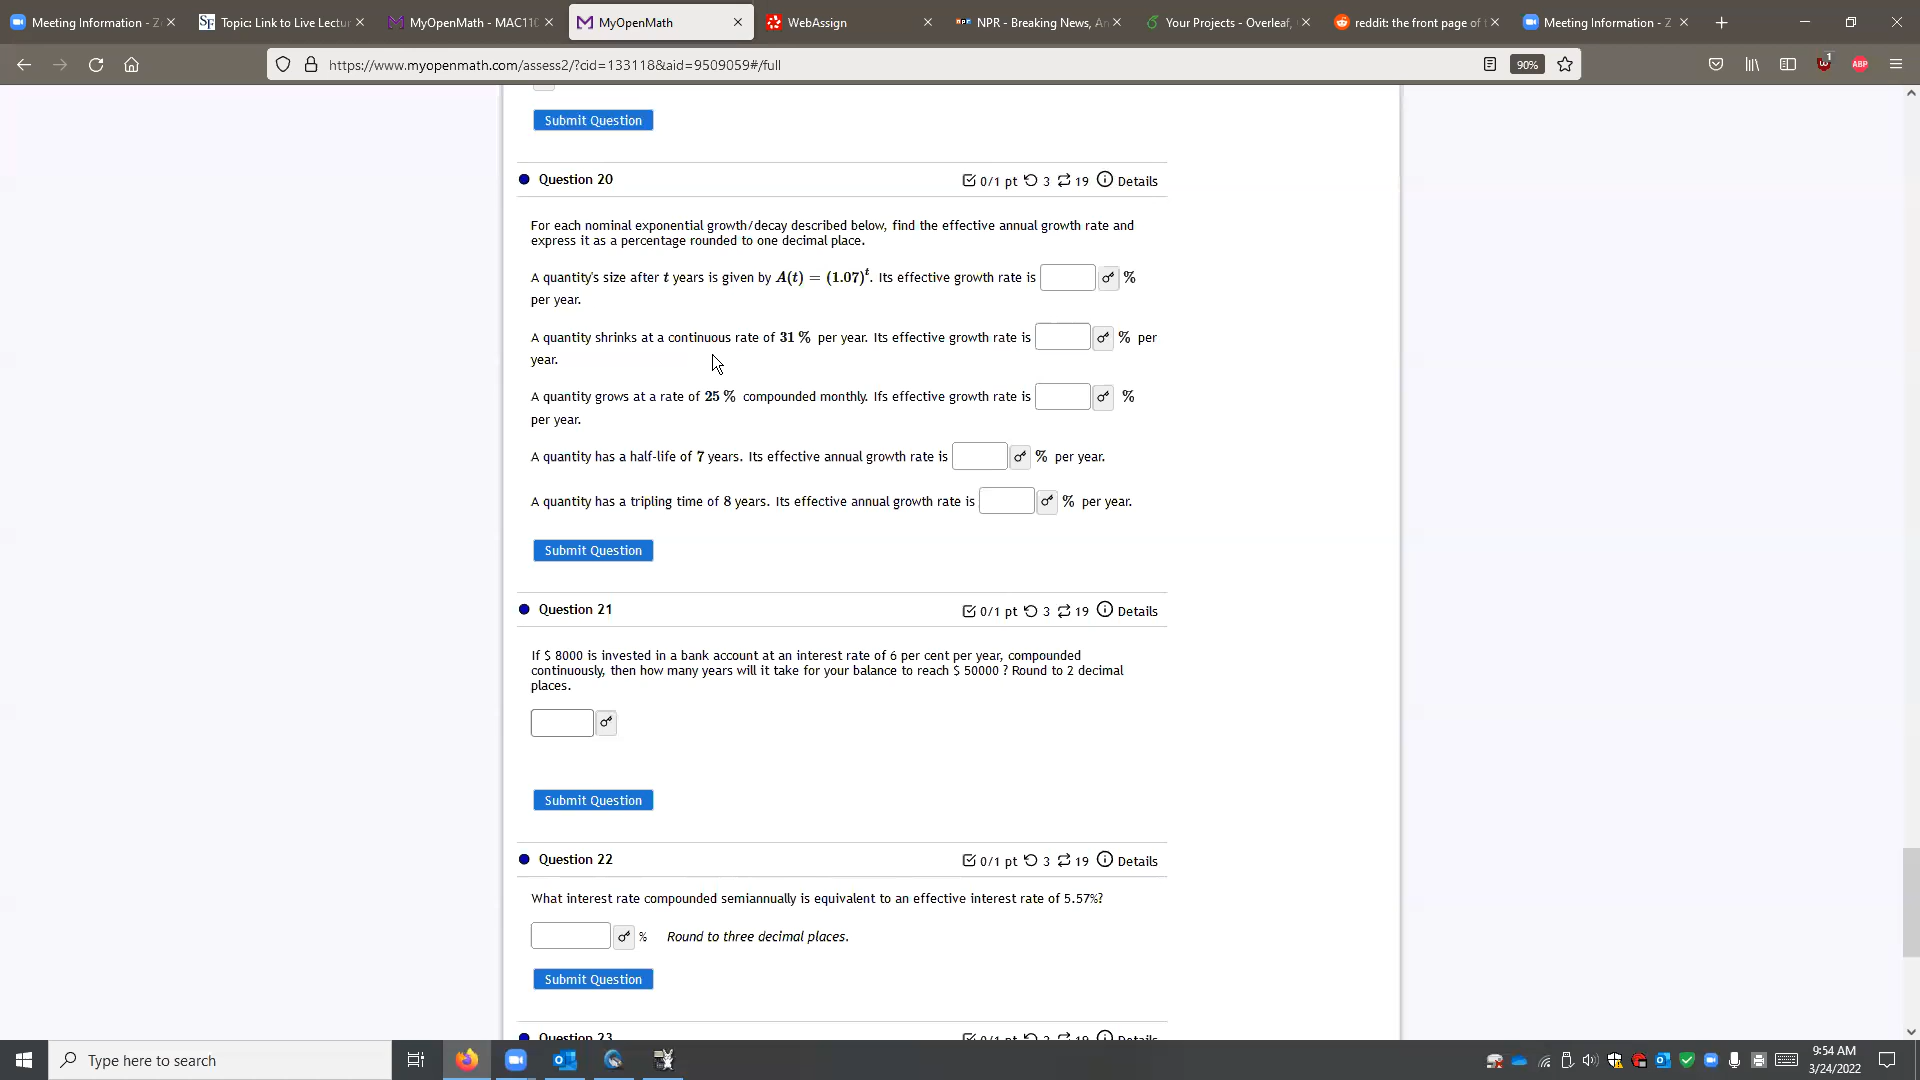 Meeting Information - Z
Topic: Link to Live Lectur
MyOpenMath - MAC116
MyOpenMath
WebAssign
NPR - Breaking News, An
Your Projects - Overleaf,
reddit: the front page of t
Meeting Information - Z
https://www.myopenmath.com/assess2/?cid=133118&aid=9509059#/full
90%
1
ABP
Submit Question
Question 20
0/1 pt 3 19 Details
For each nominal exponential growth/decay described below, find the effective annual growth rate and
express it as a percentage rounded to one decimal place.
A quantity's size after t years is given by A(t) = (1.07)^t. Its effective growth rate is %
per year.
A quantity shrinks at a continuous rate of 31 % per year. Its effective growth rate is % per
year.
A quantity grows at a rate of 25 % compounded monthly. Ifs effective growth rate is %
per year.
A quantity has a half-life of 7 years. Its effective annual growth rate is % per year.
A quantity has a tripling time of 8 years. Its effective annual growth rate is % per year.
Submit Question
Question 21
0/1 pt 3 19 Details
If $ 8000 is invested in a bank account at an interest rate of 6 per cent per year, compounded
continuously, then how many years will it take for your balance to reach $ 50000 ? Round to 2 decimal
places.
Submit Question
Question 22
0/1 pt 3 19 Details
What interest rate compounded semiannually is equivalent to an effective interest rate of 5.57%?
% Round to three decimal places.
Submit Question
Question 23
Type here to search
9:54 AM
3/24/2022